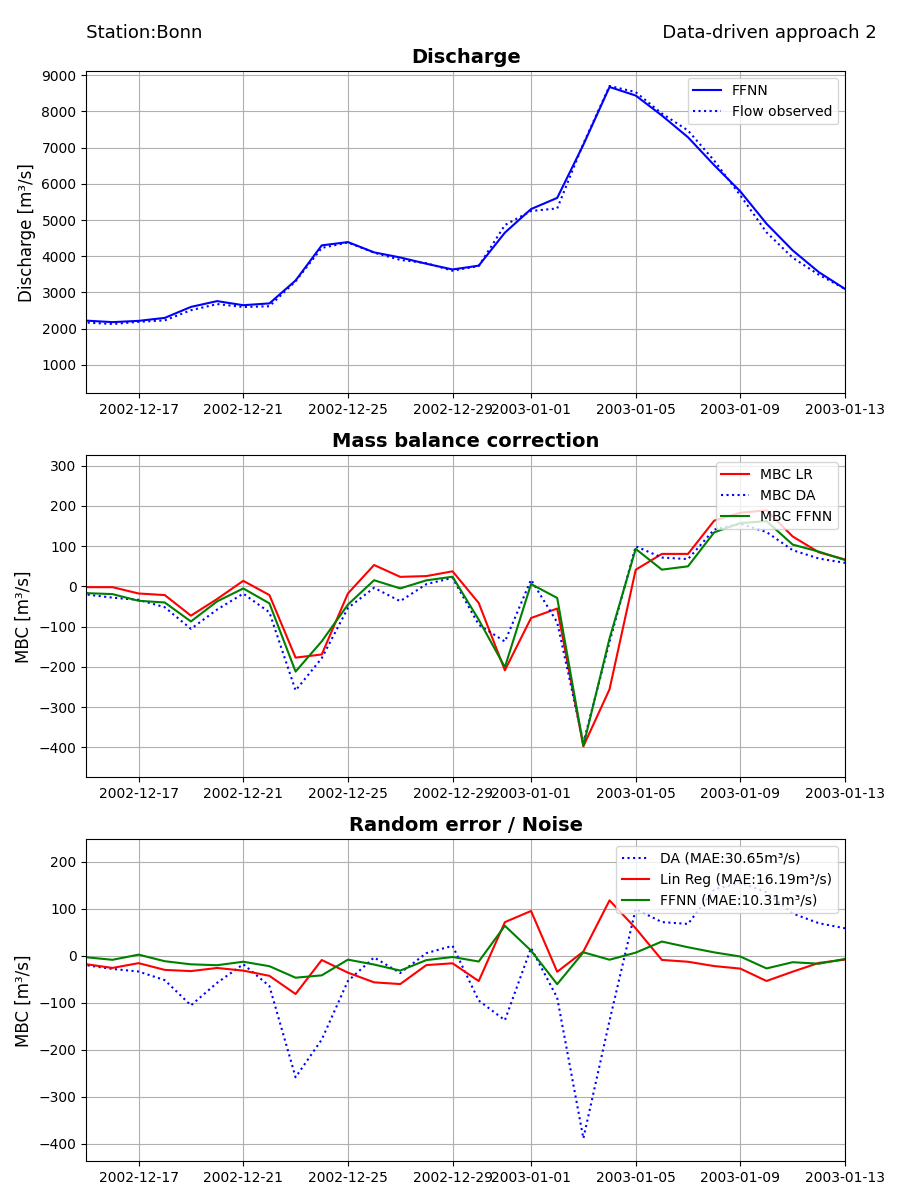 Station:Bonn
Data-driven approach 2
Discharge
Discharge [m³/s]
9000
8000
7000
6000
5000
4000
3000
2000
1000
FFNN
Flow observed
2002-12-17 2002-12-21 2002-12-25 2002-12-29 2003-01-01 2003-01-05 2003-01-09 2003-01-13
Mass balance correction
MBC [m³/s]
300
200
100
0
−100
−200
−300
−400
MBC LR
MBC DA
MBC FFNN
2002-12-17 2002-12-21 2002-12-25 2002-12-29 2003-01-01 2003-01-05 2003-01-09 2003-01-13
Random error / Noise
MBC [m³/s]
200
100
0
−100
−200
−300
−400
DA (MAE:30.65m³/s)
Lin Reg (MAE:16.19m³/s)
FFNN (MAE:10.31m³/s)
2002-12-17 2002-12-21 2002-12-25 2002-12-29 2003-01-01 2003-01-05 2003-01-09 2003-01-13